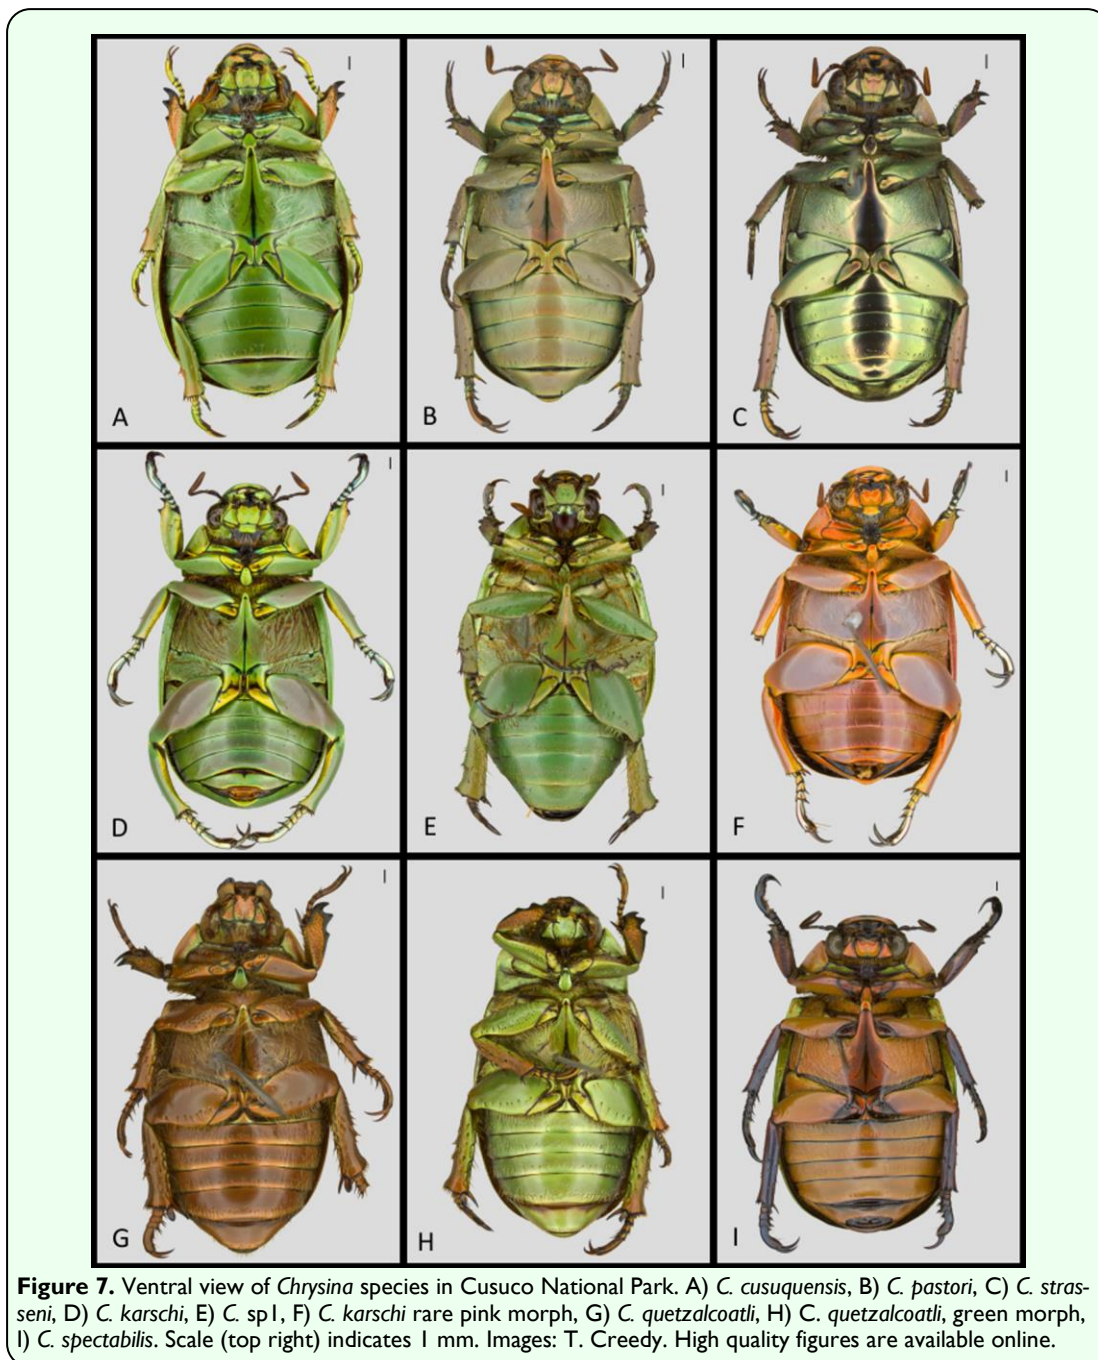 A
B
C
D
E
F
G
H
I
Figure 7. Ventral view of Chrysina species in Cusuco National Park. A) C. cusuquensis, B) C. pastori, C) C. stras-
seni, D) C. karschi, E) C. sp1, F) C. karschi rare pink morph, G) C. quetzalcoatli, H) C. quetzalcoatli, green morph,
I) C. spectabilis. Scale (top right) indicates 1 mm. Images: T. Creedy. High quality figures are available online.